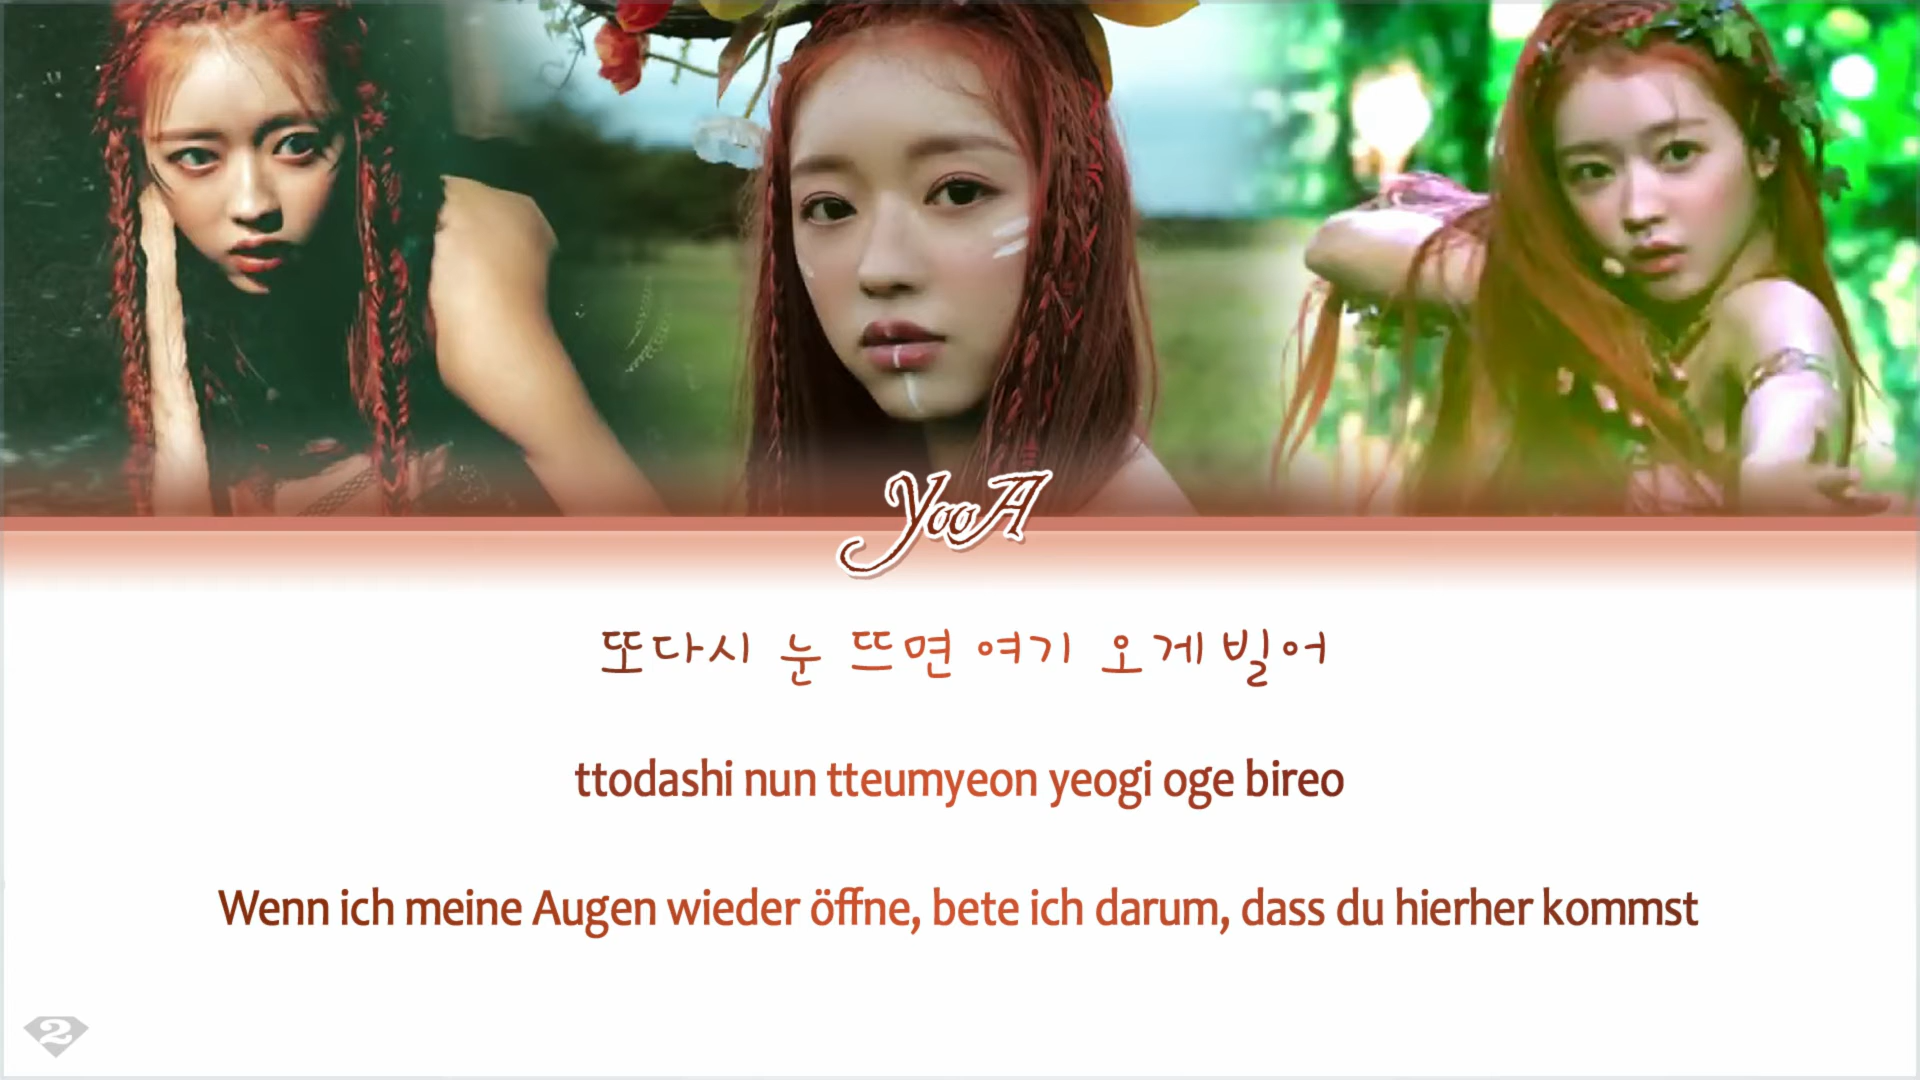 YooA
또다시 눈 뜨면 여기 오게 빌어
ttodashi nun tteumyeon yeogi oge bireo
Wenn ich meine Augen wieder öffne, bete ich darum, dass du hierher kommst
2